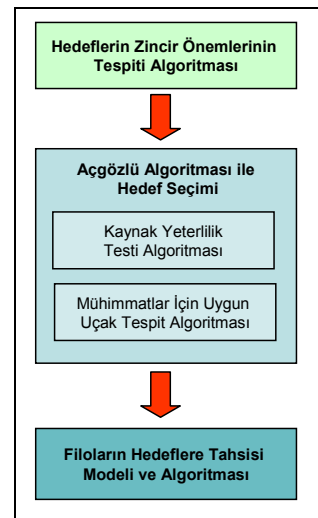 Hedeflerin Zincir Önemlerinin
Tespiti Algoritması
Açgözlü Algoritması ile
Hedef Seçimi
Kaynak Yeterlilik
Testi Algoritması
Mühimmatlar İçin Uygun
Uçak Tespit Algoritması
Filoların Hedeflere Tahsisi
Modeli ve Algoritması